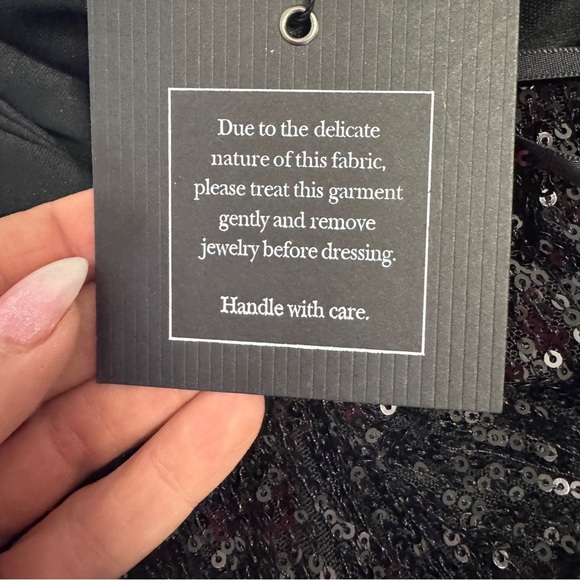 Due to the delicate
nature of this fabric,
please treat this garment
gently and remove
jewelry before dressing.
Handle with care.